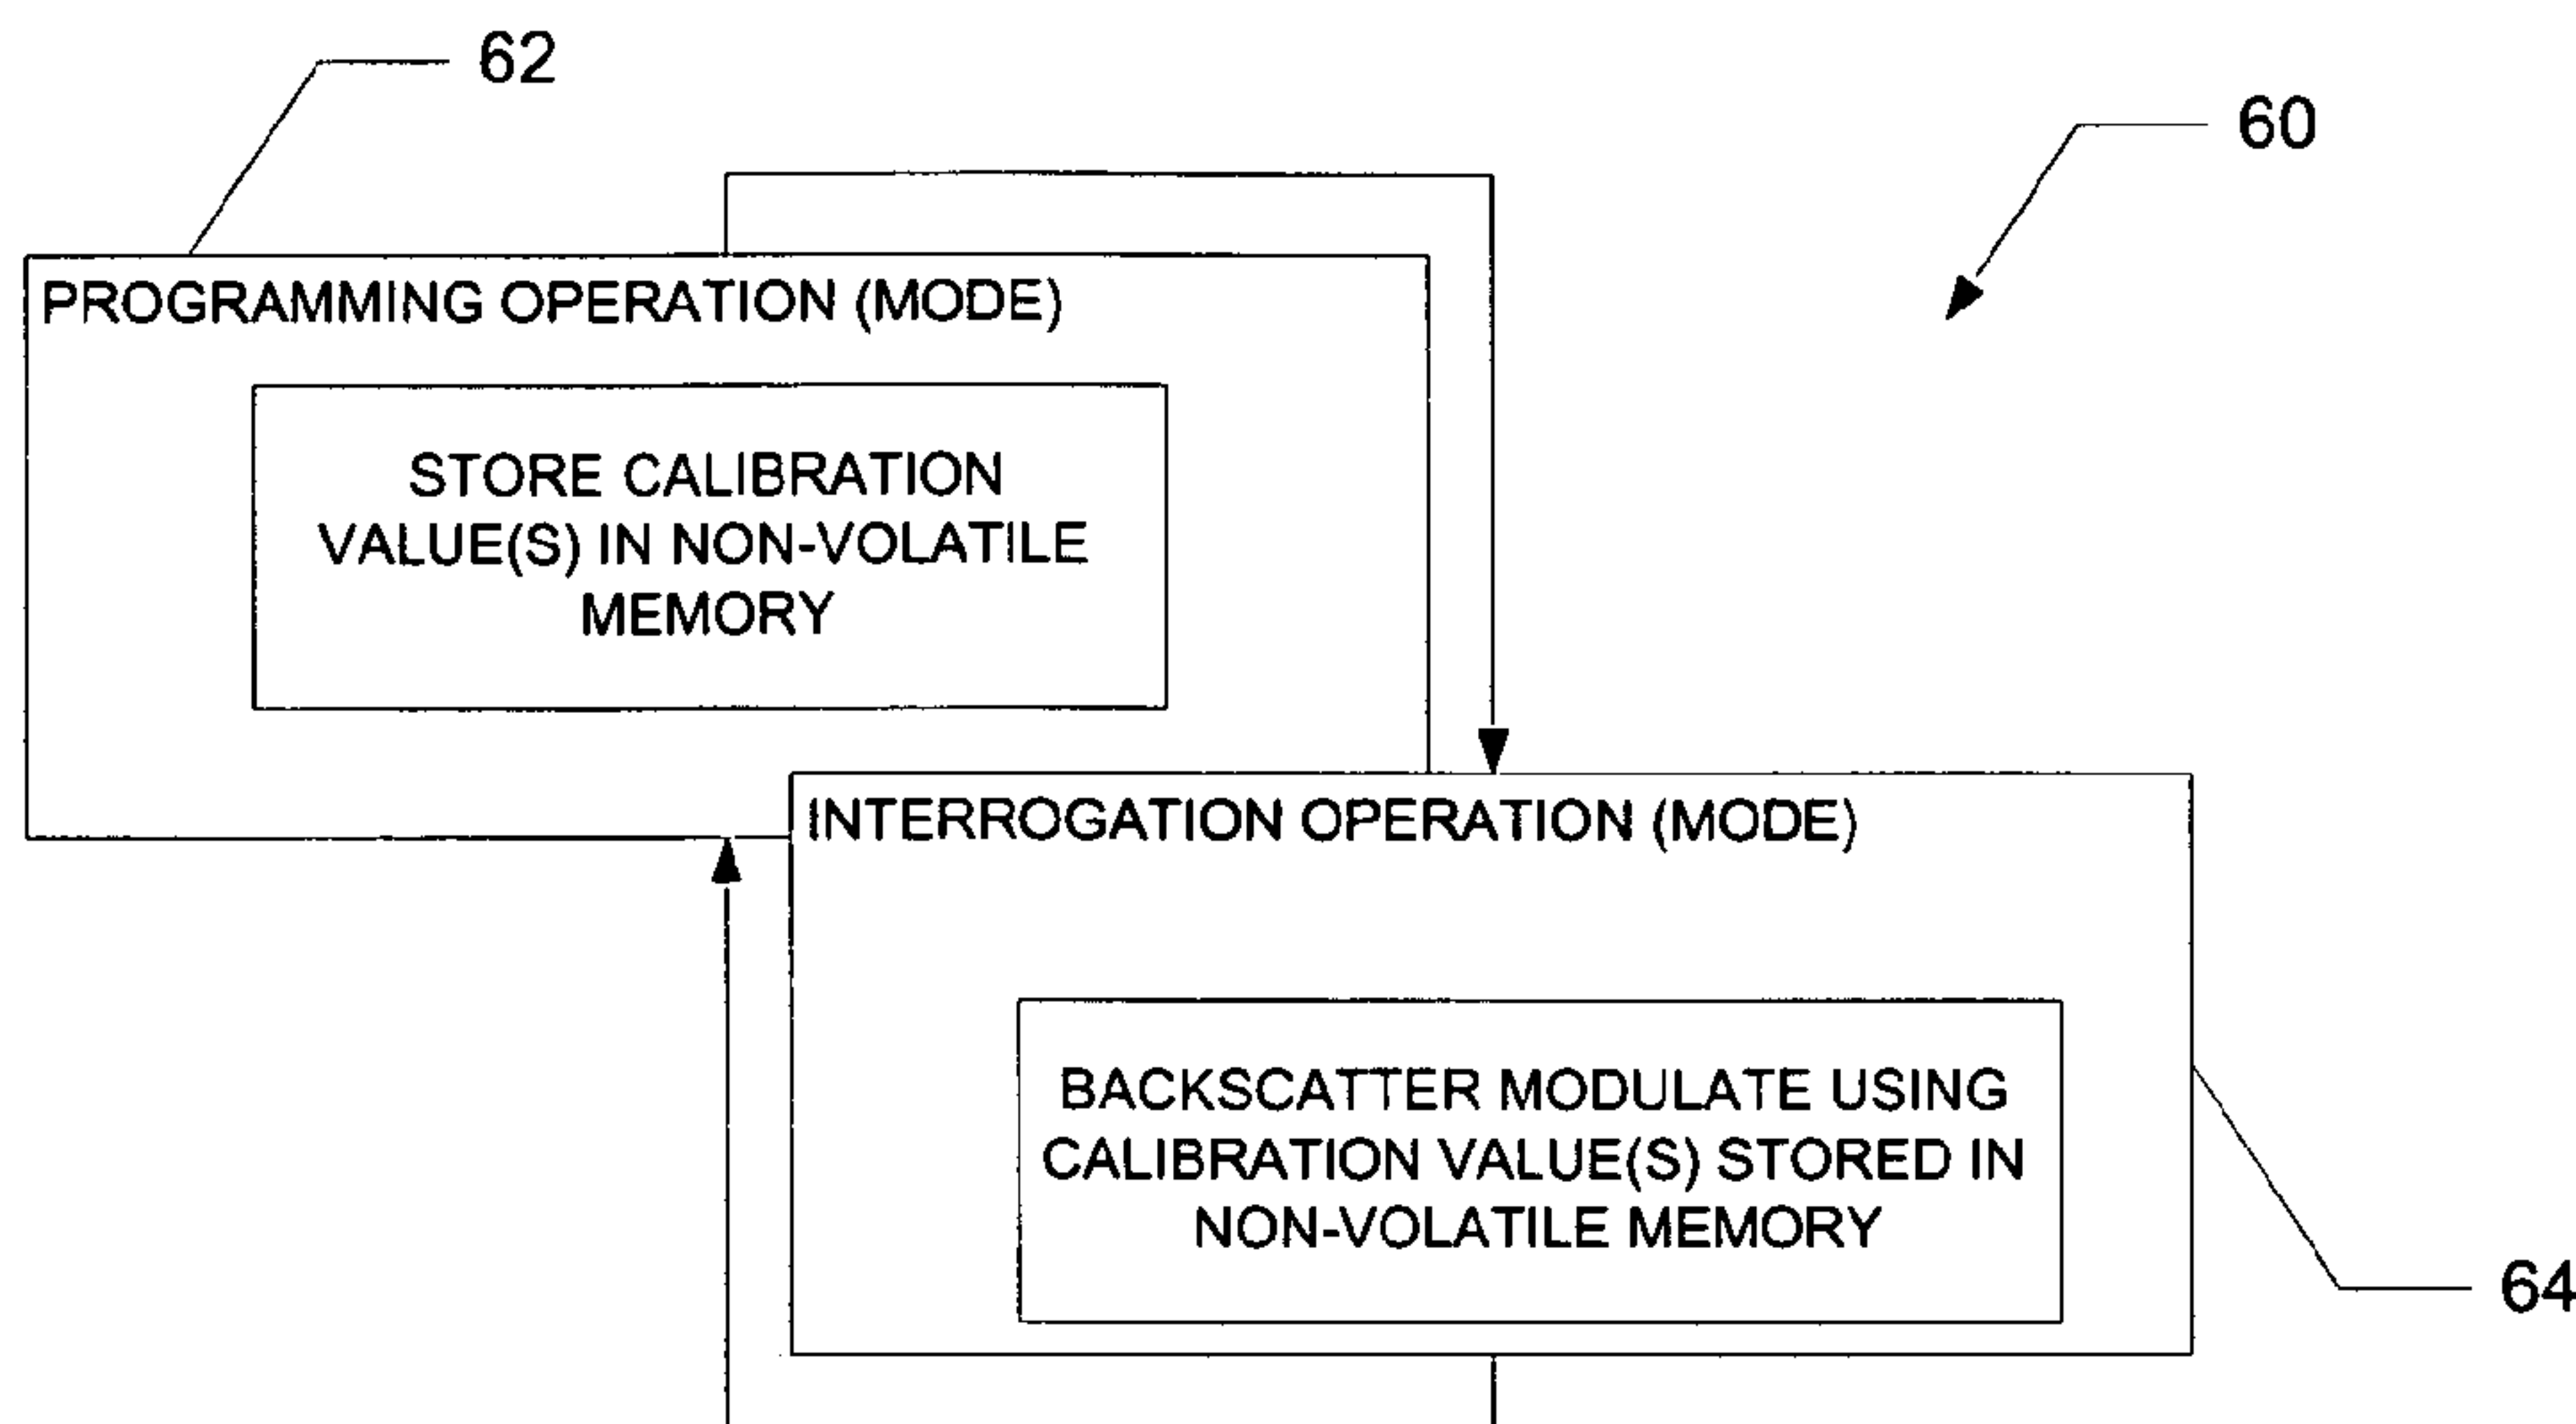 62
60
PROGRAMMING OPERATION (MODE)
STORE CALIBRATION
VALUE(S) IN NON-VOLATILE
MEMORY
INTERROGATION OPERATION (MODE)
BACKSCATTER MODULATE USING
CALIBRATION VALUE(S) STORED IN
NON-VOLATILE MEMORY
64